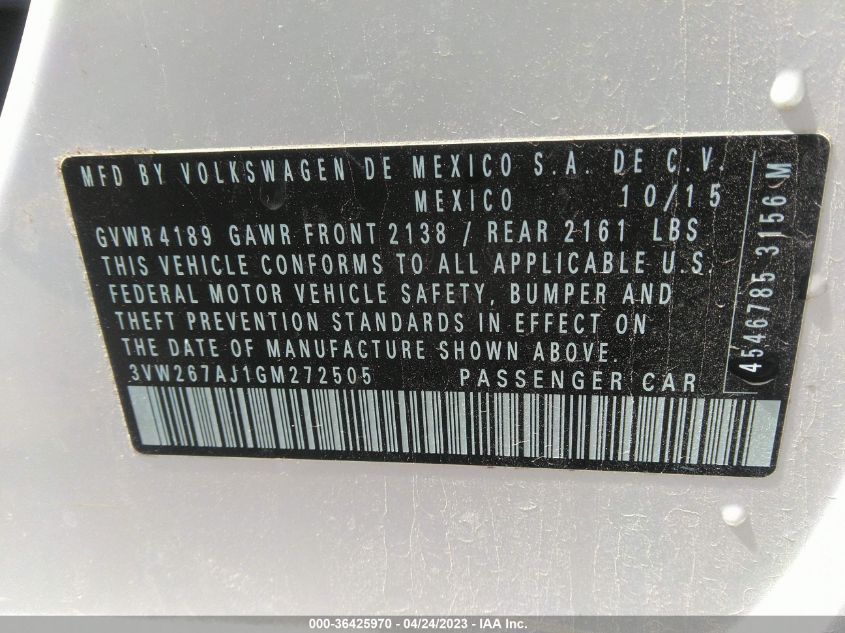 MFD BY VOLKSWAGEN DE MEXICO S.A. DE C.V.
MEXICO 10/15
GVWR 4189 GAWR FRONT 2138 / REAR 2161 LBS
THIS VEHICLE CONFORMS TO ALL APPLICABLE U.S.
FEDERAL MOTOR VEHICLE SAFETY, BUMPER AND
THEFT PREVENTION STANDARDS IN EFFECT ON
THE DATE OF MANUFACTURE SHOWN ABOVE.
3VW267AJ1GM272505 PASSENGER CAR
4546785 3156 M
000-36425970 - 04/24/2023 - IAA Inc.